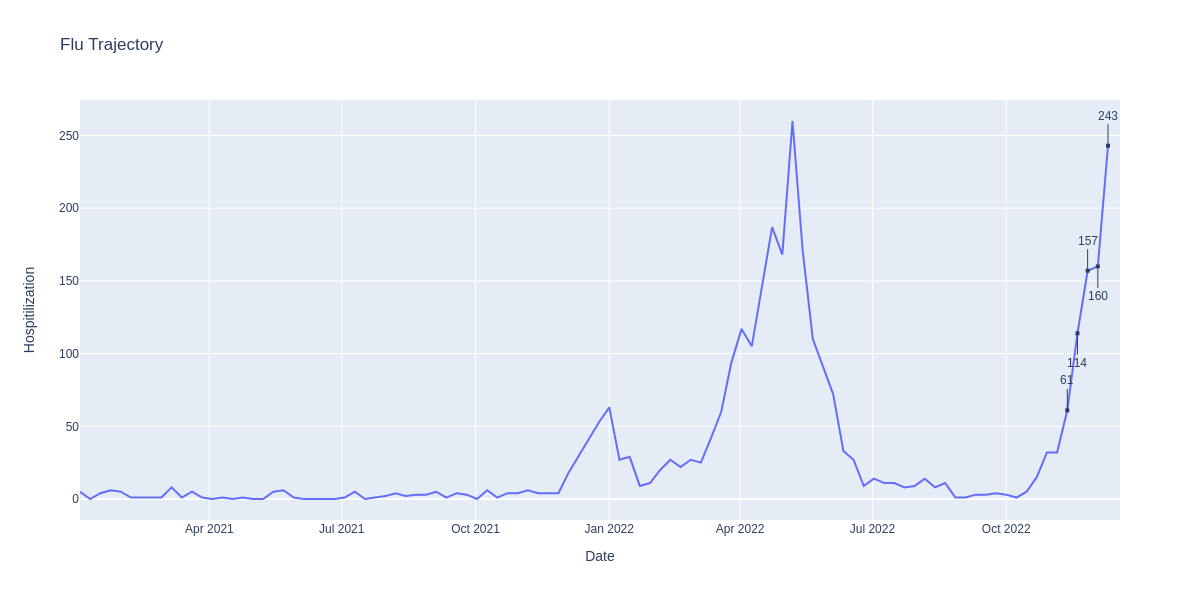 Flu Trajectory
243
250
200
157
150
160
100
114
61
50
0
Hospitilization
Apr 2021
Jul 2021
Oct 2021
Jan 2022
Apr 2022
Jul 2022
Oct 2022
Date